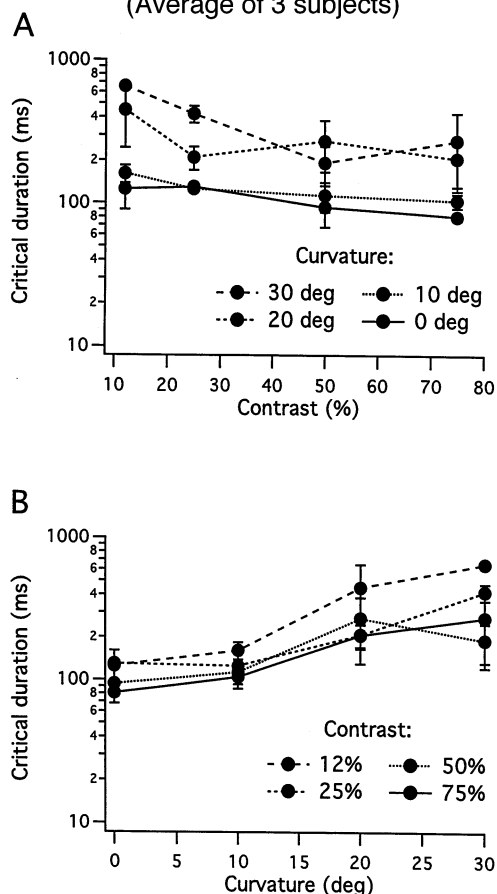 (Average of 3 subjects)
A
1000
8
6
4
2
100
8
6
4
2
10
Critical duration (ms)
Curvature:
30 deg 10 deg
20 deg 0 deg
10 20 30 40 50 60 70 80
Contrast (%)
B
1000
8
6
4
2
100
8
6
4
2
10
Critical duration (ms)
Contrast:
12% 50%
25% 75%
0 5 10 15 20 25 30
Curvature (deg)